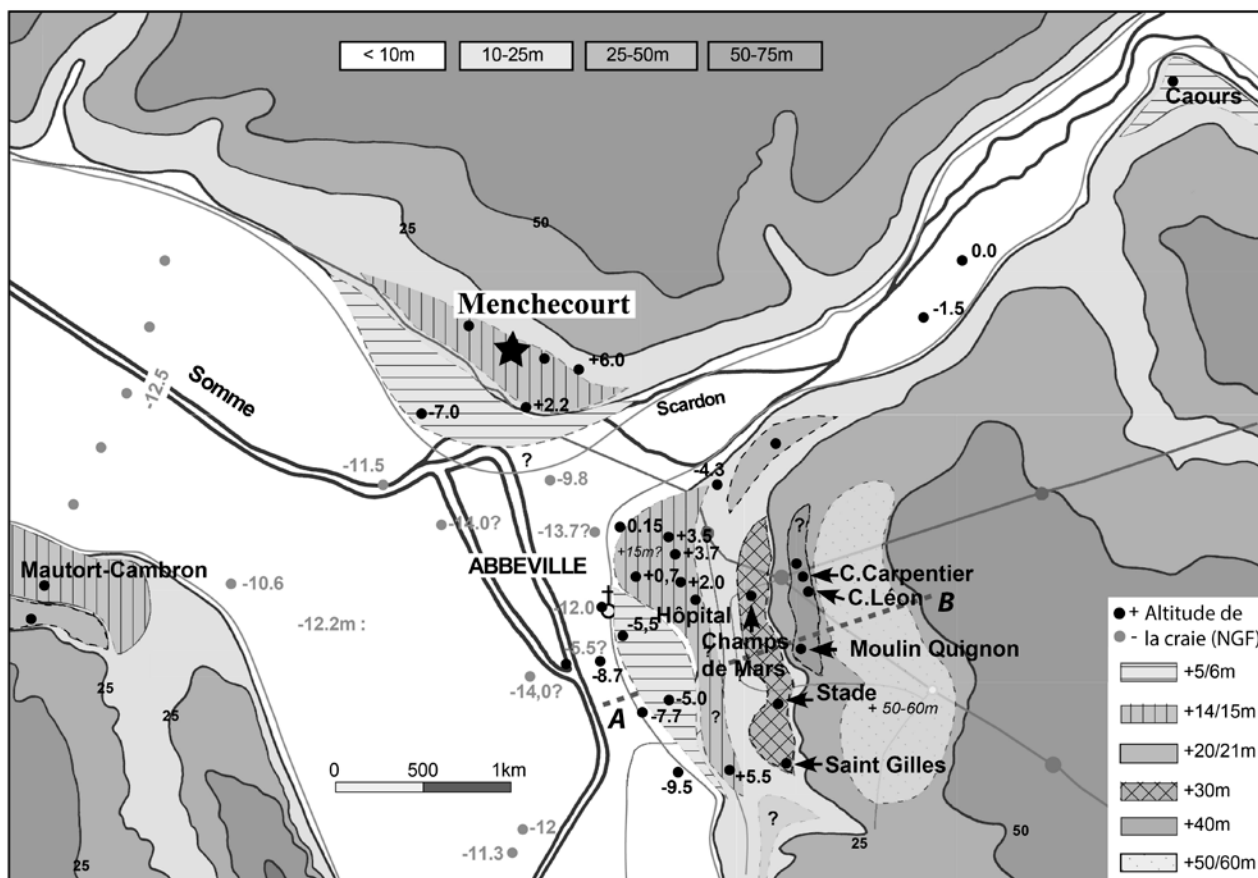 < 10m
10-25m
25-50m
50-75m
Caours
25
50
0.0
-1.5
Menchecourt
+6.0
+2.2
-7.0
Somme
-12.5
Scardon
-11.5
?
-9.8
-4.3
-14.0?
-13.7?
0.15
+3.5
+15m?
+3.7
?
Mautort-Cambron
-10.6
ABBEVILLE
+0,7
+2.0
C.Carpentier
C.Léon
B
-12.0
Hôpital
-12.2m :
-5,5
Champs
de Mars
?
Moulin Quignon
-5.5?
-8.7
-14,0?
-5.0
Stade
A
-7.7
?
+ 50-60m
25
25
0
500
1km
-9.5
+5.5
Saint Gilles
?
-12
-11.3
25
25
50
+ Altitude de
- la craie (NGF)
+5/6m
+14/15m
+20/21m
+30m
+40m
+50/60m